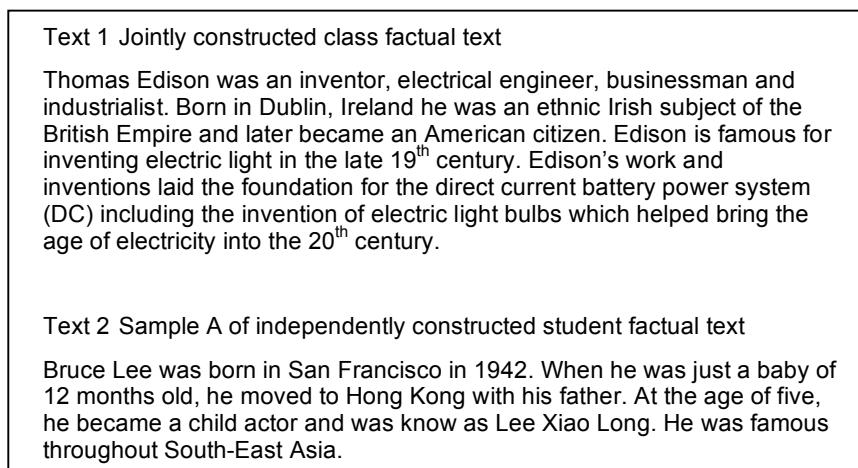 Text 1 Jointly constructed class factual text
Thomas Edison was an inventor, electrical engineer, businessman and
industrialist. Born in Dublin, Ireland he was an ethnic Irish subject of the
British Empire and later became an American citizen. Edison is famous for
inventing electric light in the late 19th century. Edison's work and
inventions laid the foundation for the direct current battery power system
(DC) including the invention of electric light bulbs which helped bring the
age of electricity into the 20th century.
Text 2 Sample A of independently constructed student factual text
Bruce Lee was born in San Francisco in 1942. When he was just a baby of
12 months old, he moved to Hong Kong with his father. At the age of five,
he became a child actor and was know as Lee Xiao Long. He was famous
throughout South-East Asia.